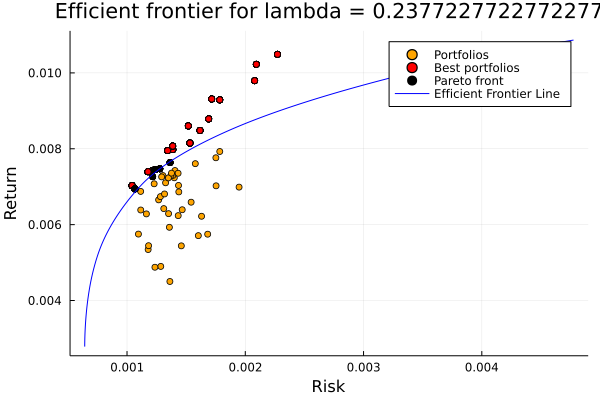 Efficient frontier for lambda = 0.2377227722772277
0.010
0.008
0.006
0.004
Return
0.001
0.002
0.003
0.004
Risk
Portfolios
Best portfolios
Pareto front
Efficient Frontier Line